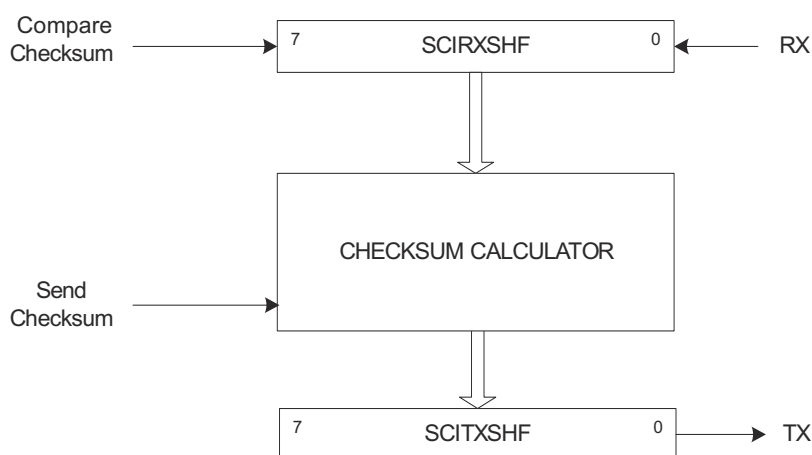 Compare
Checksum
7 SCIRXSHF 0
RX
CHECKSUM CALCULATOR
Send
Checksum
7 SCITXSHF 0
TX